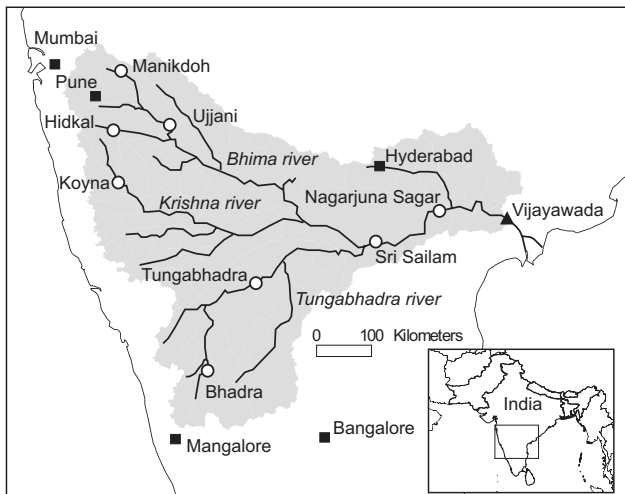 Mumbai
Manikdoh
Pune
Ujjani
Hidkal
Bhima river
Hyderabad
Koyna
Nagarjuna Sagar
Krishna river
Vijayawada
Sri Sailam
Tungabhadra
Tungabhadra river
0 100 Kilometers
Bhadra
India
Mangalore
Bangalore